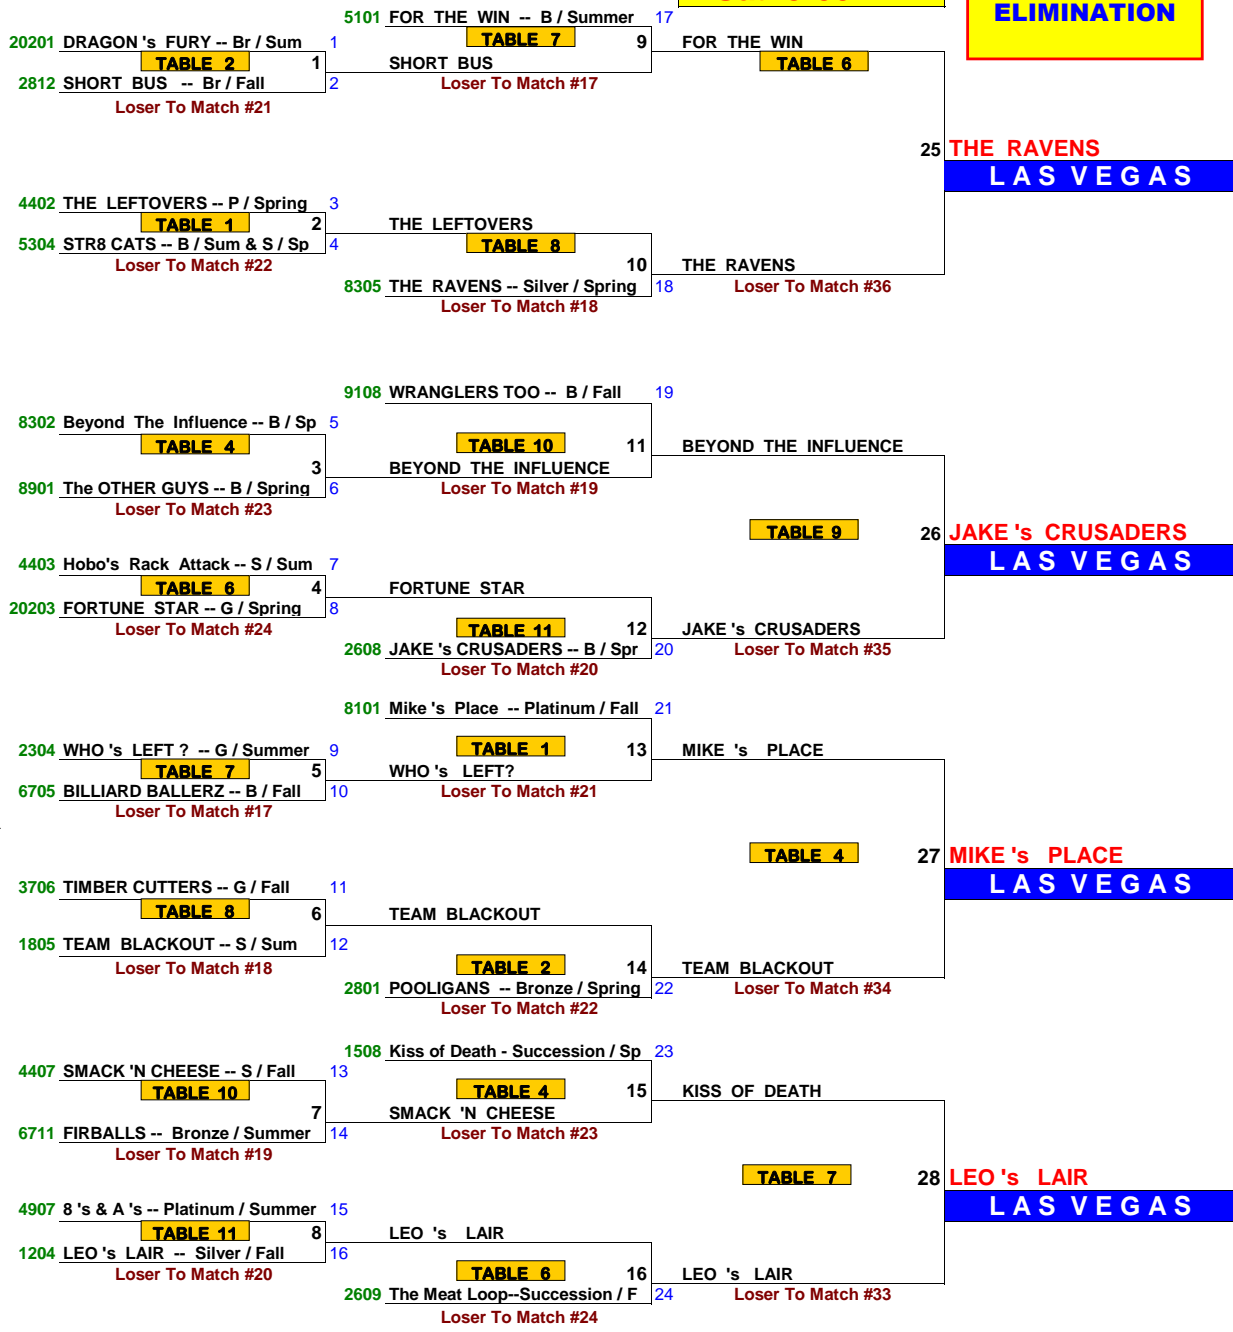 5101 FOR THE WIN -- B / Summer 17
ELIMINATION
20201 DRAGON 's FURY -- Br / Sum 1
TABLE 7 9 FOR THE WIN
TABLE 2 1 SHORT BUS TABLE 6
2812 SHORT BUS -- Br / Fall 2 Loser To Match #17
Loser To Match #21
25 THE RAVENS
LAS VEGAS
4402 THE LEFTOVERS -- P / Spring 3
TABLE 1 2 THE LEFTOVERS
5304 STR8 CATS -- B / Sum & S / Sp 4 TABLE 8
Loser To Match #22 10 THE RAVENS
8305 THE RAVENS -- Silver / Spring 18 Loser To Match #36
Loser To Match #18
9108 WRANGLERS TOO -- B / Fall 19
8302 Beyond The Influence -- B / Sp 5
TABLE 4 TABLE 10 11 BEYOND THE INFLUENCE
3 BEYOND THE INFLUENCE
8901 The OTHER GUYS -- B / Spring 6 Loser To Match #19
Loser To Match #23
TABLE 9 26 JAKE 's CRUSADERS
LAS VEGAS
4403 Hobo's Rack Attack -- S / Sum 7
TABLE 6 4 FORTUNE STAR
20203 FORTUNE STAR -- G / Spring 8
Loser To Match #24 TABLE 11 12 JAKE 's CRUSADERS
2608 JAKE 's CRUSADERS -- B / Spr 20 Loser To Match #35
Loser To Match #20
8101 Mike 's Place -- Platinum / Fall 21
2304 WHO 's LEFT ? -- G / Summer 9 TABLE 1 13 MIKE 's PLACE
TABLE 7 5 WHO 's LEFT?
6705 BILLIARD BALLERZ -- B / Fall 10 Loser To Match #21
Loser To Match #17
TABLE 4 27 MIKE 's PLACE
LAS VEGAS
3706 TIMBER CUTTERS -- G / Fall 11
TABLE 8 6 TEAM BLACKOUT
1805 TEAM BLACKOUT -- S / Sum 12
Loser To Match #18 TABLE 2 14 TEAM BLACKOUT
2801 POOLIGANS -- Bronze / Spring 22 Loser To Match #34
Loser To Match #22
1508 Kiss of Death - Succession / Sp 23
4407 SMACK 'N CHEESE -- S / Fall 13
TABLE 10 TABLE 4 15 KISS OF DEATH
7 SMACK 'N CHEESE
6711 FIRBALLS -- Bronze / Summer 14 Loser To Match #23
Loser To Match #19
TABLE 7 28 LEO 's LAIR
LAS VEGAS
4907 8 's & A 's -- Platinum / Summer 15
TABLE 11 8 LEO 's LAIR
1204 LEO 's LAIR -- Silver / Fall 16
Loser To Match #20 TABLE 6 16 LEO 's LAIR
2609 The Meat Loop--Succession / F 24 Loser To Match #33
Loser To Match #24